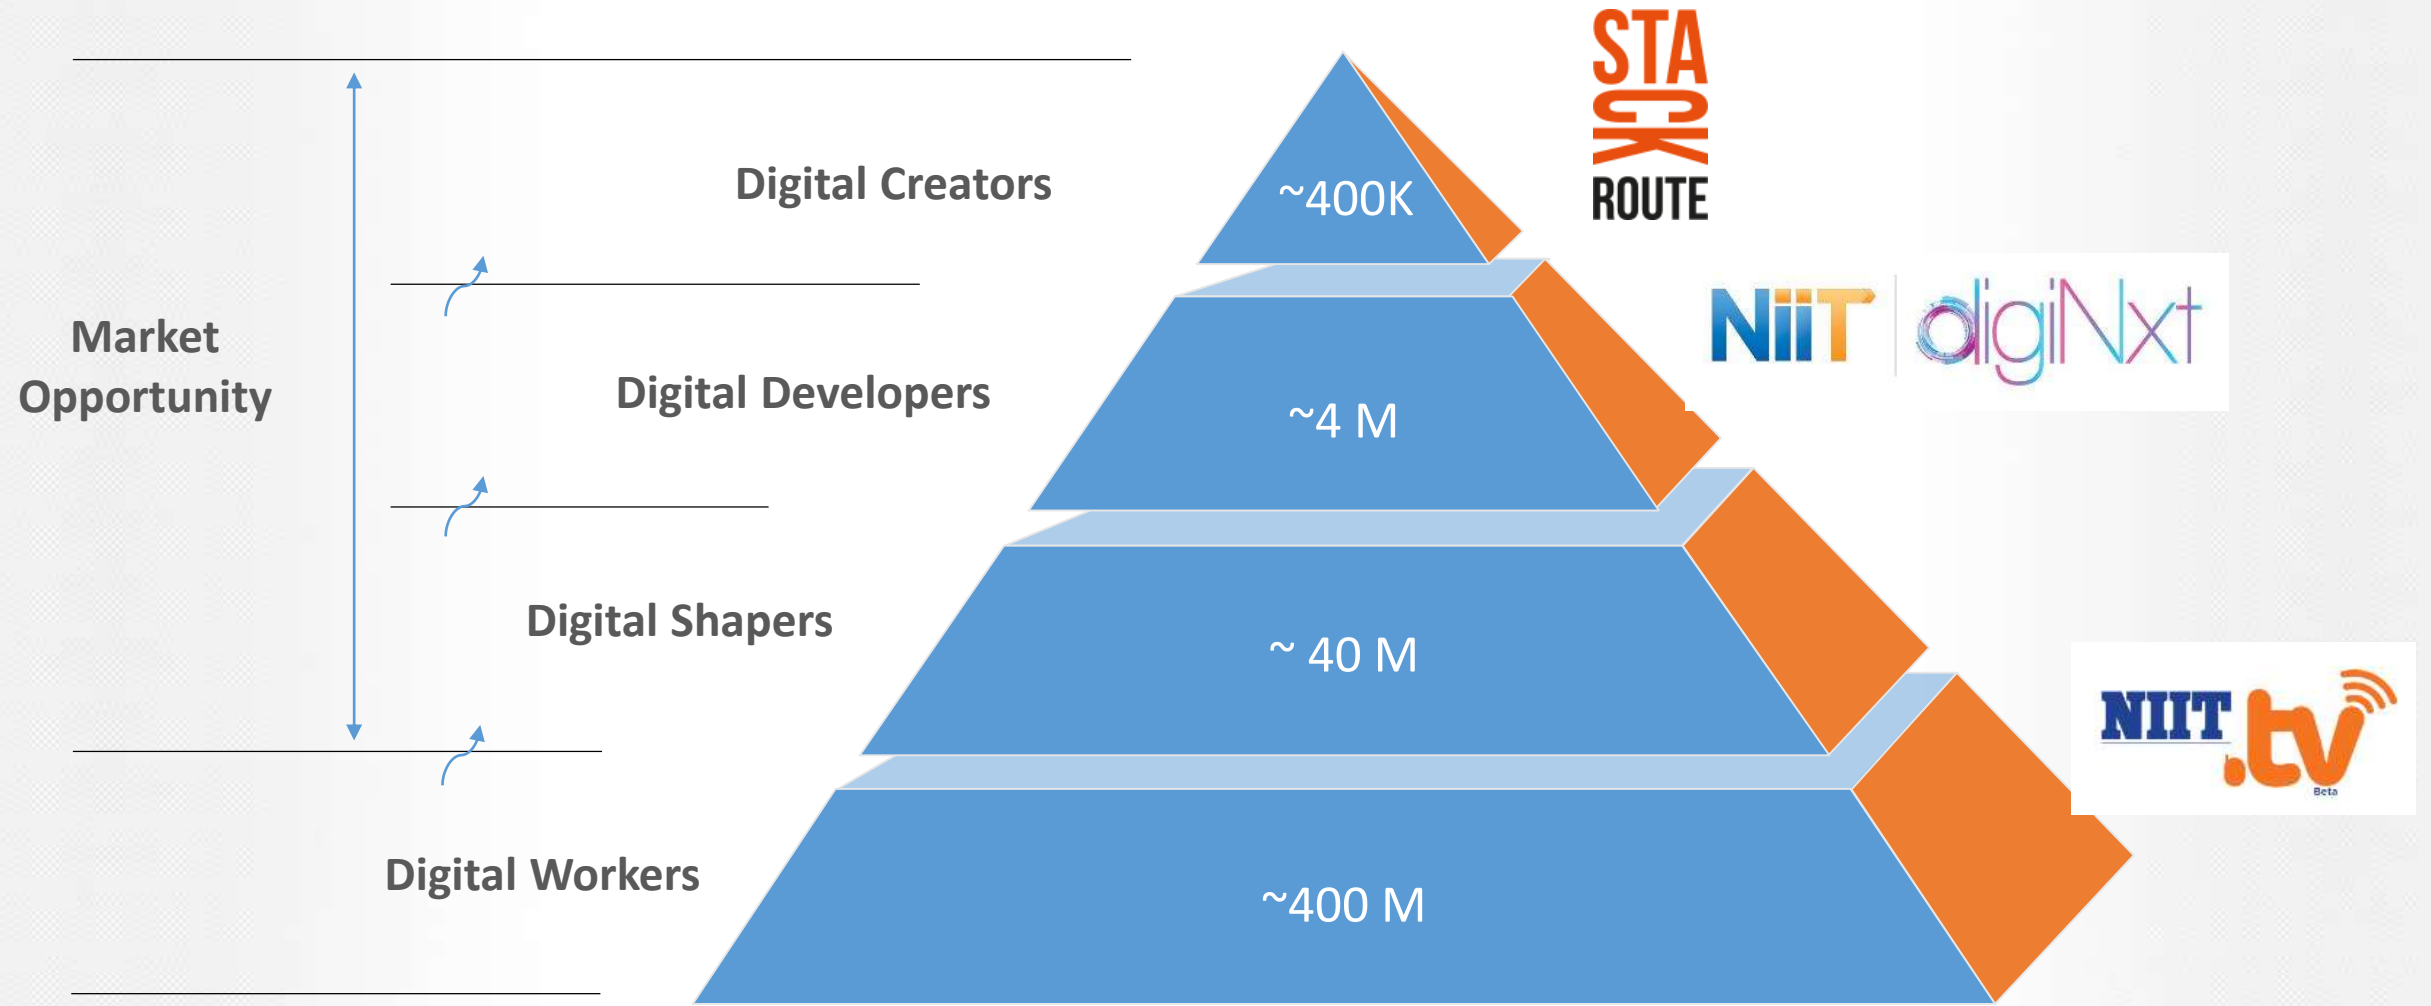 STA
CK
ROUTE
Digital Creators
~400K
NIIT digiNxt
Market
Opportunity
Digital Developers
~4 M
Digital Shapers
~ 40 M
NIIT
.tv
Beta
Digital Workers
~400 M